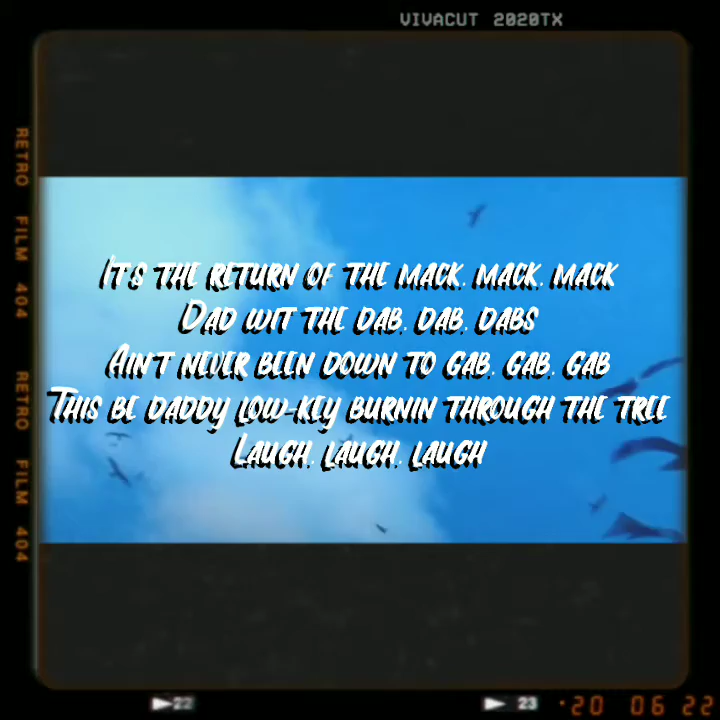 VIVACUT 2020TX
RETRO FILM 404 RETRO FILM 404
It's the return of the mack, mack, mack
Dad wit the dab, dab, dabs
Ain't never been down to gab, gab, gab
This be daddy low-key burnin through the tree
Laugh, laugh, laugh
▶22 ▶ 23 '20 06 22